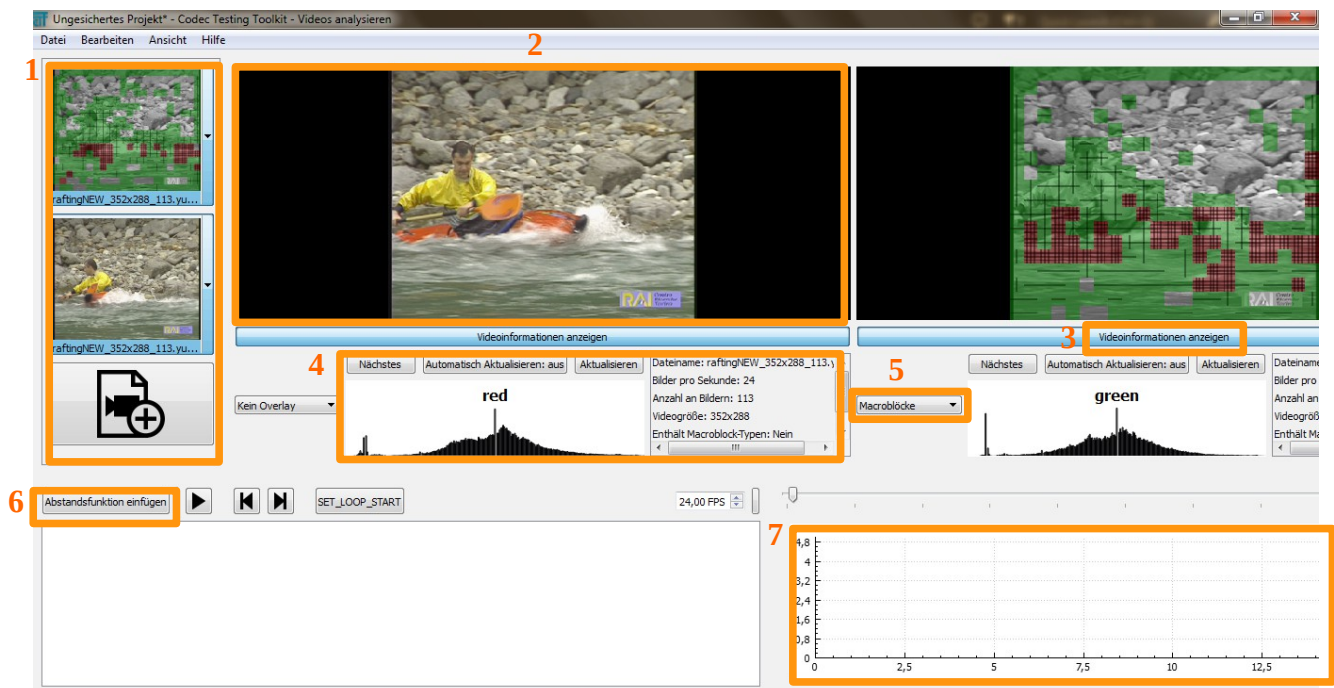 Ungesichertes Projekt* - Codec Testing Toolkit - Videos analysieren
Datei Bearbeiten Ansicht Hilfe
1
2
raftingNEW_352x288_113.yu...
raftingNEW_352x288_113.yu...
RAI
RAI
Videoinformationen anzeigen
3
Videoinformationen anzeigen
4
Kein Overlay
Nächstes Automatisch Aktualisieren: aus Aktualisieren
red
Dateiname: raftingNEW_352x288_113.y
Bilder pro Sekunde: 24
Anzahl an Bildern: 113
Videogröße: 352x288
Enthält Macroblock-Typen: Nein
5
Macroblöcke
Nächstes Automatisch Aktualisieren: aus Aktualisieren
green
Dateiname
Bilder pro
Anzahl an
Videogröß
Enthält Ma
6
Abstandsfunktion einfügen
SET_LOOP_START
24,00 FPS
7
4,8
4
3,2
2,4
1,6
0,8
0
0 2,5 5 7,5 10 12,5